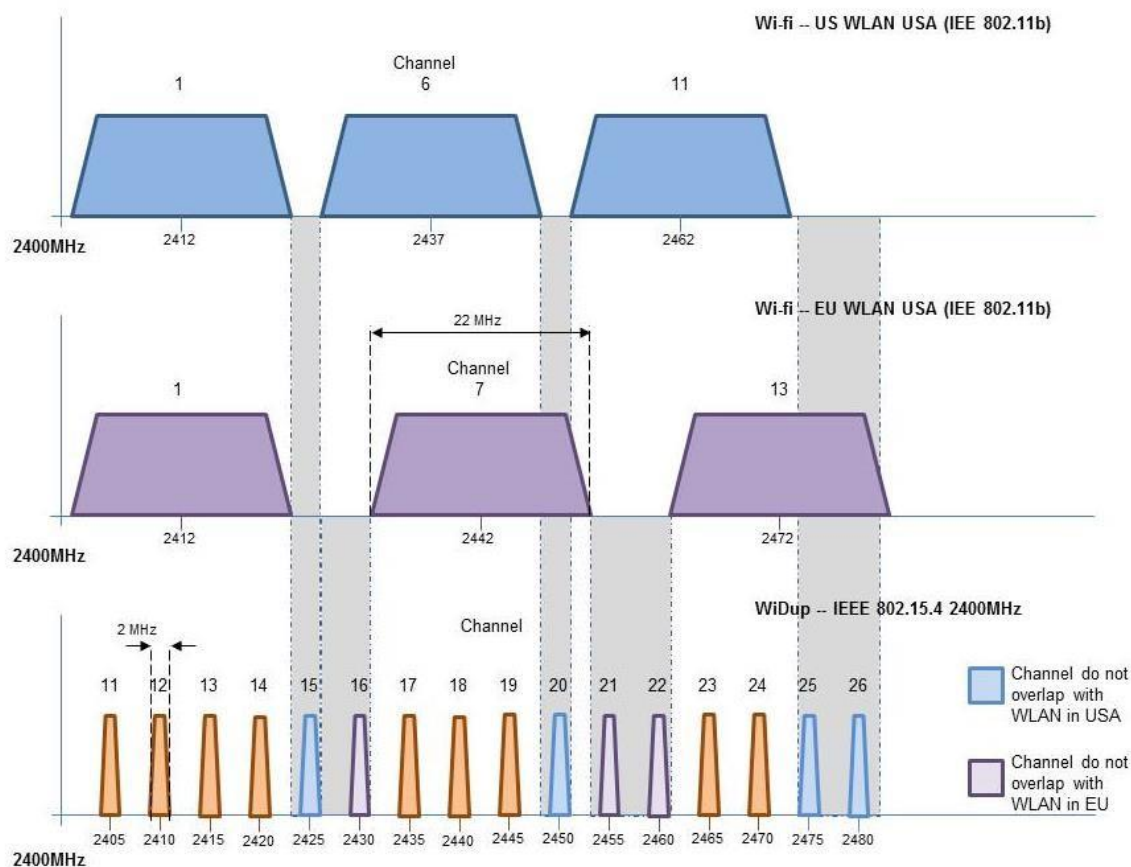 Wi-fi -- US WLAN USA (IEE 802.11b)
Channel
1 6 11
2412 2437 2462
2400MHz
Wi-fi -- EU WLAN USA (IEE 802.11b)
22 MHz
Channel
1 7 13
2412 2442 2472
2400MHz
WiDup -- IEEE 802.15.4 2400MHz
Channel
2 MHz
11 12 13 14 15 16 17 18 19 20 21 22 23 24 25 26
2405 2410 2415 2420 2425 2430 2435 2440 2445 2450 2455 2460 2465 2470 2475 2480
2400MHz
Channel do not
overlap with
WLAN in USA
Channel do not
overlap with
WLAN in EU